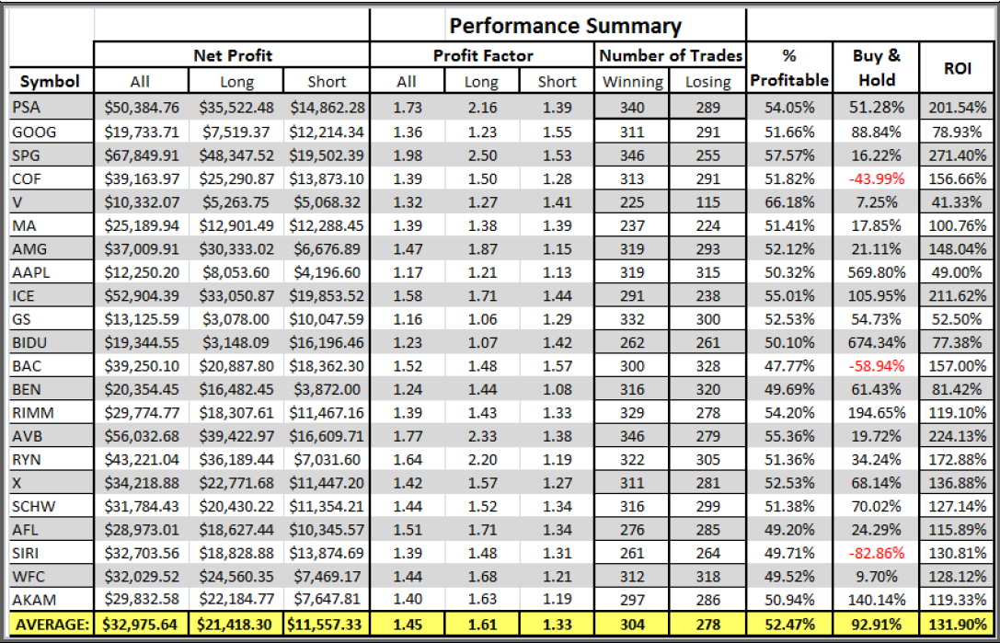 Performance Summary
Net Profit Profit Factor Number of Trades % Profitable Buy & Hold ROI
Symbol All Long Short All Long Short Winning Losing
PSA $50,384.76 $35,522.48 $14,862.28 1.73 2.16 1.39 340 289 54.05% 51.28% 201.54%
GOOG $19,733.71 $7,519.37 $12,214.34 1.36 1.23 1.55 311 291 51.66% 88.84% 78.93%
SPG $67,849.91 $48,347.52 $19,502.39 1.98 2.50 1.53 346 255 57.57% 16.22% 271.40%
COF $39,163.97 $25,290.87 $13,873.10 1.39 1.50 1.28 313 291 51.82% -43.99% 156.66%
V $10,332.07 $5,263.75 $5,068.32 1.32 1.27 1.41 225 115 66.18% 7.25% 41.33%
MA $25,189.94 $12,901.49 $12,288.45 1.39 1.38 1.39 237 224 51.41% 17.85% 100.76%
AMG $37,009.91 $30,333.02 $6,676.89 1.47 1.87 1.15 319 293 52.12% 21.11% 148.04%
AAPL $12,250.20 $8,053.60 $4,196.60 1.17 1.21 1.13 319 315 50.32% 569.80% 49.00%
ICE $52,904.39 $33,050.87 $19,853.52 1.58 1.71 1.44 291 238 55.01% 105.95% 211.62%
GS $13,125.59 $3,078.00 $10,047.59 1.16 1.06 1.29 332 300 52.53% 54.73% 52.50%
BIDU $19,344.55 $3,148.09 $16,196.46 1.23 1.07 1.42 262 261 50.10% 674.34% 77.38%
BAC $39,250.10 $20,887.80 $18,362.30 1.52 1.48 1.57 300 328 47.77% -58.94% 157.00%
BEN $20,354.45 $16,482.45 $3,872.00 1.24 1.44 1.08 316 320 49.69% 61.43% 81.42%
RIMM $29,774.77 $18,307.61 $11,467.16 1.39 1.43 1.33 329 278 54.20% 194.65% 119.10%
AVB $56,032.68 $39,422.97 $16,609.71 1.77 2.33 1.38 346 279 55.36% 19.72% 224.13%
RYN $43,221.04 $36,189.44 $7,031.60 1.64 2.20 1.19 322 305 51.36% 34.24% 172.88%
X $34,218.88 $22,771.68 $11,447.20 1.42 1.57 1.27 311 281 52.53% 68.14% 136.88%
SCHW $31,784.43 $20,430.22 $11,354.21 1.44 1.52 1.34 316 299 51.38% 70.02% 127.14%
AFL $28,973.01 $18,627.44 $10,345.57 1.51 1.71 1.34 276 285 49.20% 24.29% 115.89%
SIRI $32,703.56 $18,828.88 $13,874.69 1.39 1.48 1.31 261 264 49.71% -82.86% 130.81%
WFC $32,029.52 $24,560.35 $7,469.17 1.44 1.68 1.21 312 318 49.52% 9.70% 128.12%
AKAM $29,832.58 $22,184.77 $7,647.81 1.40 1.63 1.19 297 286 50.94% 140.14% 119.33%
AVERAGE: $32,975.64 $21,418.30 $11,557.33 1.45 1.61 1.33 304 278 52.47% 92.91% 131.90%